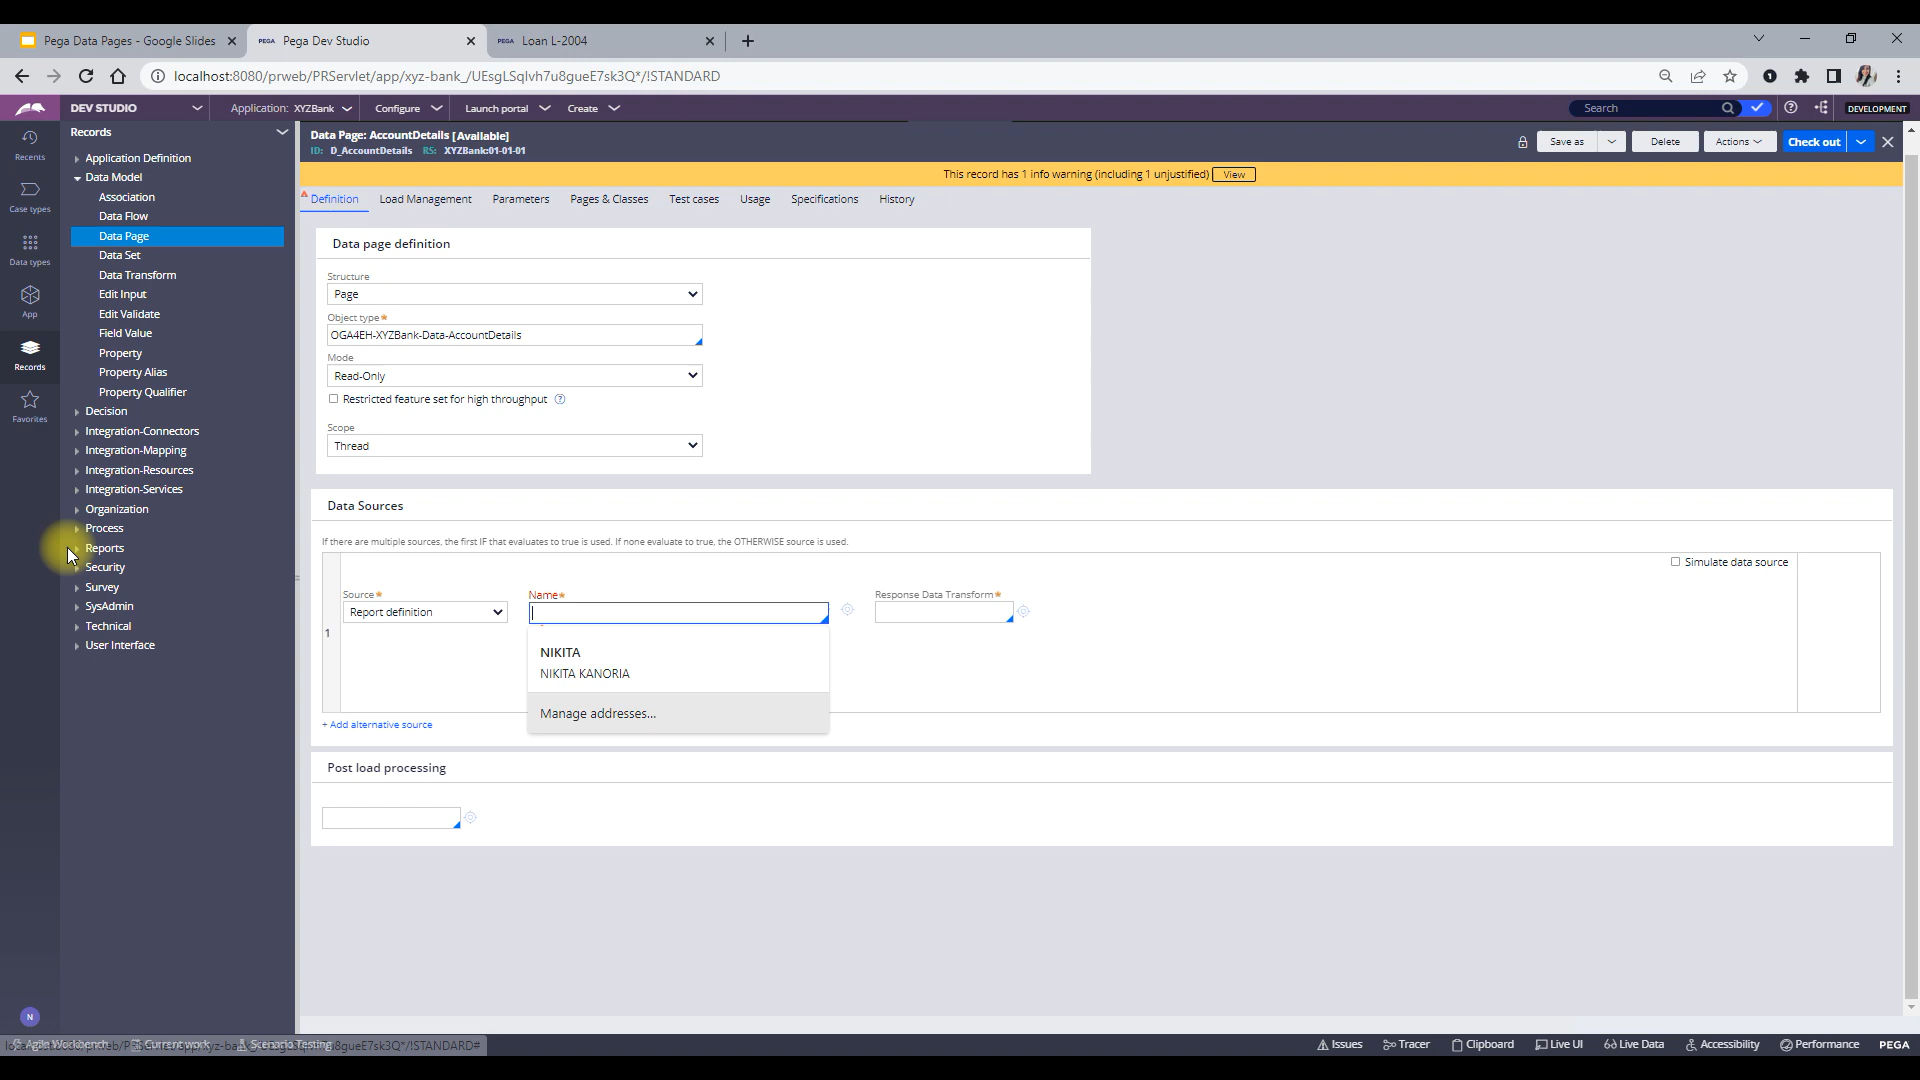 Pega Data Pages - Google Slides
PEGA Pega Dev Studio
PEGA Loan L-2004
localhost:8080/prweb/PRServlet/app/xyz-bank_/UEsgLSqlvh7u8gueE7sk3Q*/!STANDARD
DEV STUDIO
Application: XYZBank
Configure
Launch portal
Create
Search
DEVELOPMENT
Recents
Case types
Data types
App
Records
Favorites
N
Records
Application Definition
Data Model
Association
Data Flow
Data Page
Data Set
Data Transform
Edit Input
Edit Validate
Field Value
Property
Property Alias
Property Qualifier
Decision
Integration-Connectors
Integration-Mapping
Integration-Resources
Integration-Services
Organization
Process
Reports
Security
Survey
SysAdmin
Technical
User Interface
Data Page: AccountDetails [Available]
ID: D_AccountDetails RS: XYZBank:01-01-01
Save as
Delete
Actions
Check out
This record has 1 info warning (including 1 unjustified) View
Definition
Load Management
Parameters
Pages & Classes
Test cases
Usage
Specifications
History
Data page definition
Structure
Page
Object type*
OGA4EH-XYZBank-Data-AccountDetails
Mode
Read-Only
Restricted feature set for high throughput
Scope
Thread
Data Sources
If there are multiple sources, the first IF that evaluates to true is used. If none evaluate to true, the OTHERWISE source is used.
Simulate data source
1
Source*
Report definition
Name*
Response Data Transform*
NIKITA
NIKITA KANORIA
Manage addresses...
+ Add alternative source
Post load processing
Issues
Tracer
Clipboard
Live UI
Live Data
Accessibility
Performance
PEGA